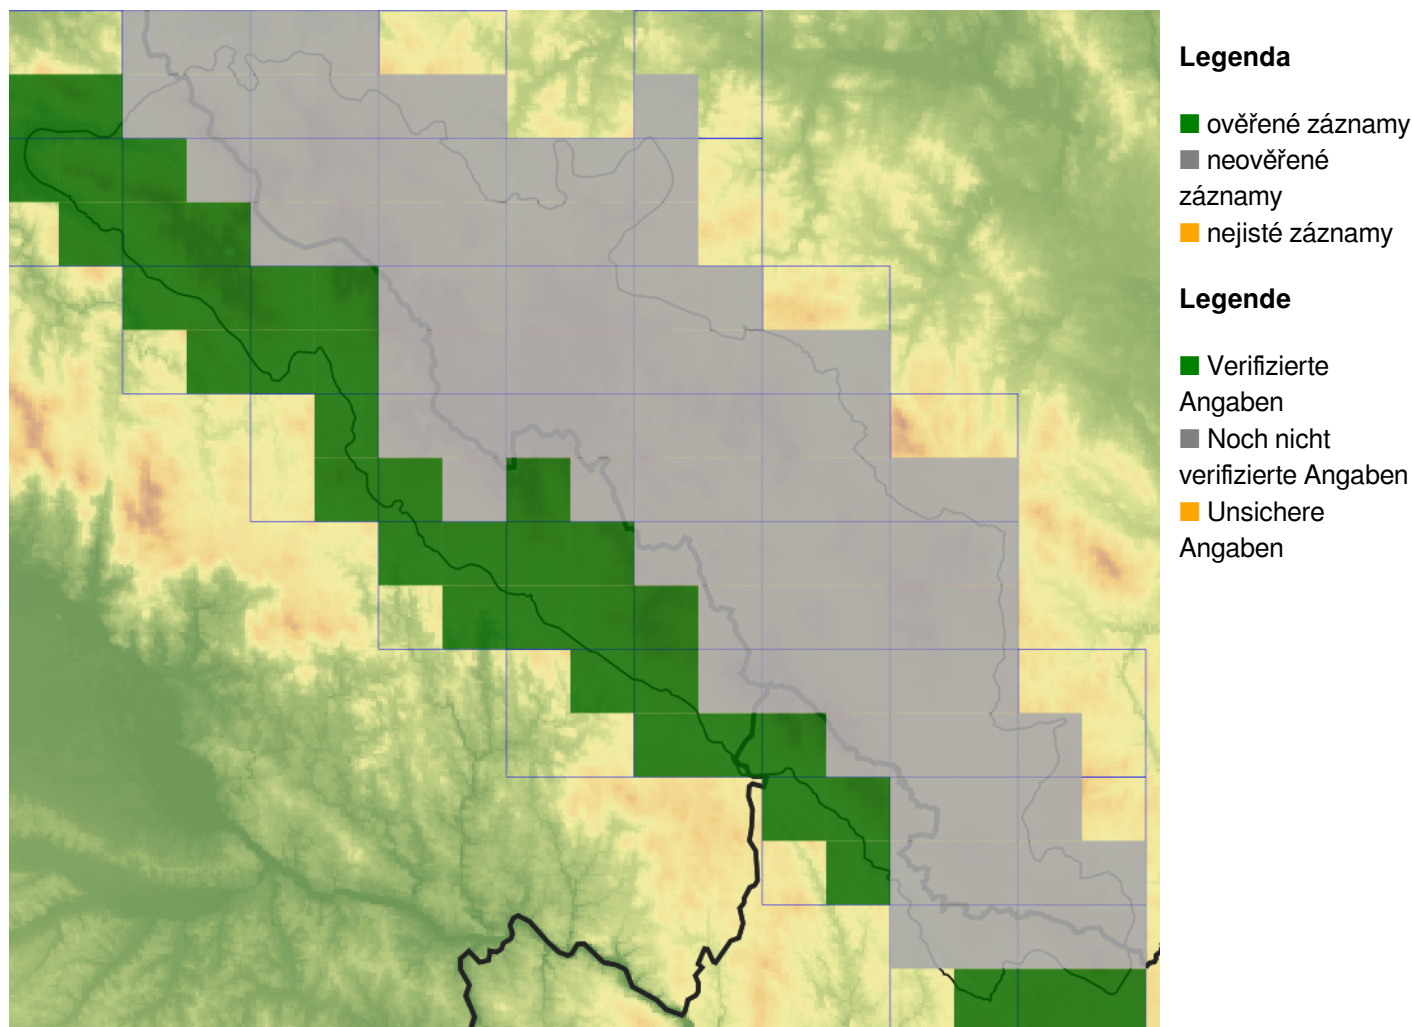 Legenda
ověřené záznamy
neověřené
záznamy
nejisté záznamy
Legende
Verifizierte
Angaben
Noch nicht
verifizierte Angaben
Unsichere
Angaben